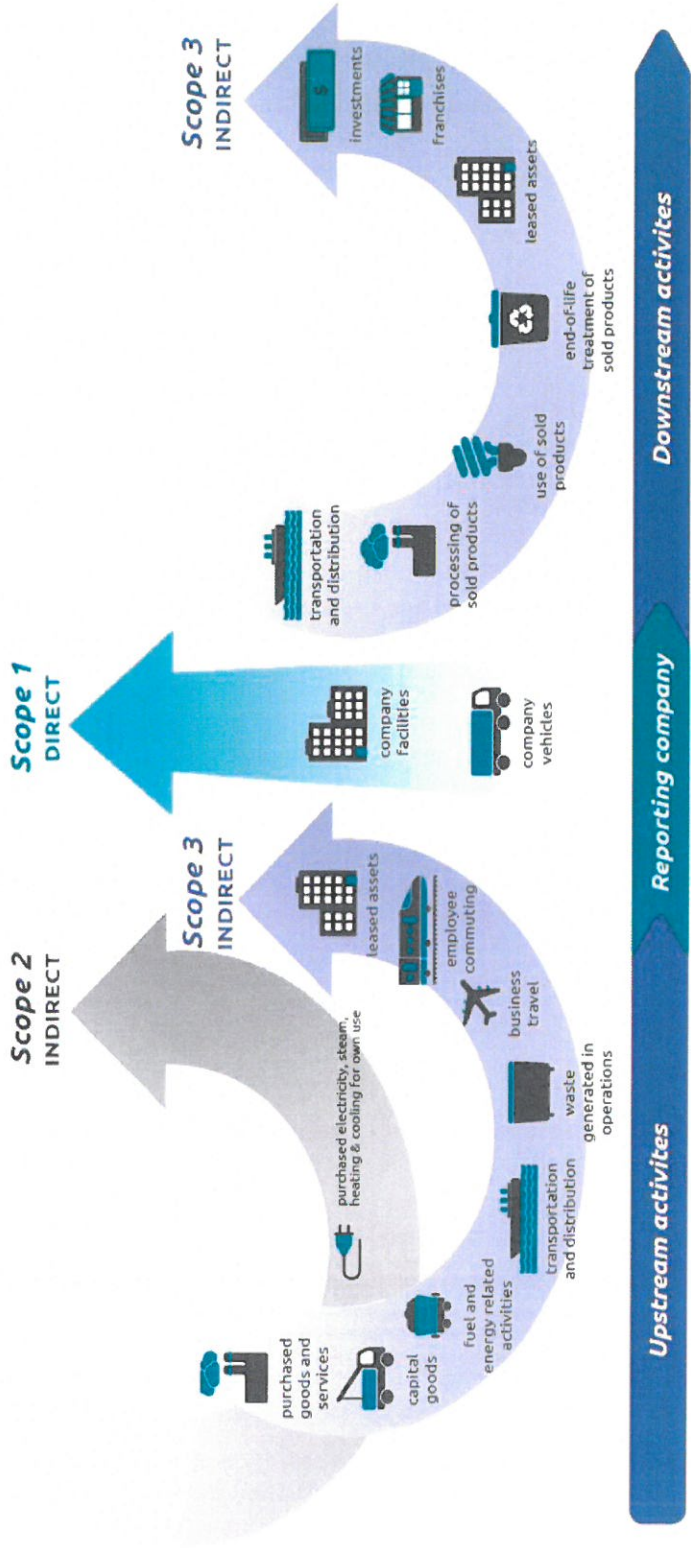 Scope 2
INDIRECT
Scope 1
DIRECT
Scope 3
INDIRECT
Scope 3
INDIRECT
purchased electricity, steam,
heating & cooling for own use
purchased
goods and
services
capital
goods
fuel and
energy related
activities
transportation
and distribution
waste
generated in
operations
business
travel
employee
commuting
leased assets
company
facilities
company
vehicles
transportation
and distribution
processing of
sold products
use of sold
products
end-of-life
treatment of
sold products
leased assets
franchises
$
investments
Upstream activites
Reporting company
Downstream activites